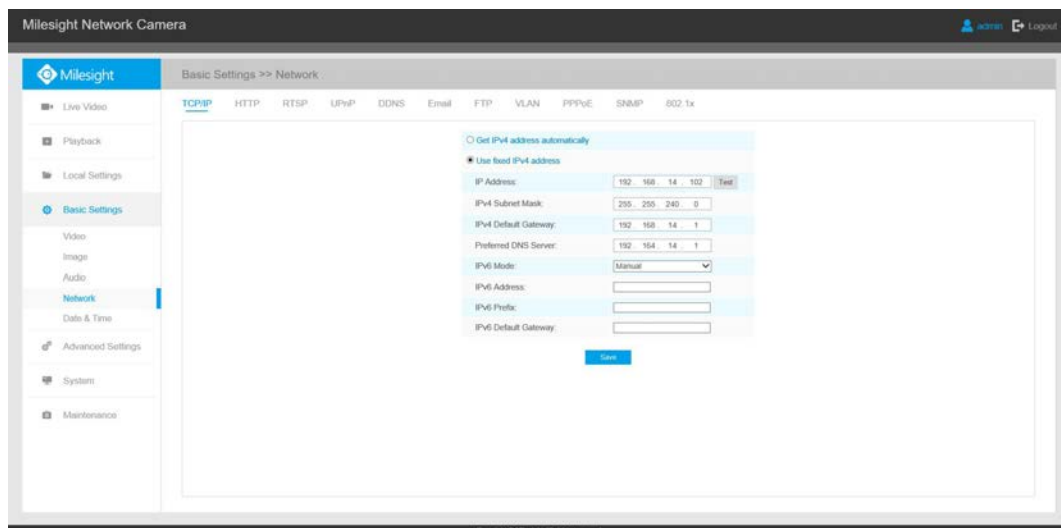 Milesight Network Camera
admin Logout
Milesight
Basic Settings >> Network
Live Video
Playback
Local Settings
Basic Settings
Video
Image
Audio
Network
Date & Time
Advanced Settings
System
Maintenance
TCP/IP HTTP RTSP UPnP DDNS Email FTP VLAN PPPoE SNMP 802.1x
Get IPv4 address automatically
Use fixed IPv4 address
IP Address: 192 . 168 . 14 . 102 Test
IPv4 Subnet Mask: 255 . 255 . 240 . 0
IPv4 Default Gateway: 192 . 168 . 14 . 1
Preferred DNS Server: 192 . 164 . 14 . 1
IPv6 Mode: Manual
IPv6 Address:
IPv6 Prefix:
IPv6 Default Gateway:
Save